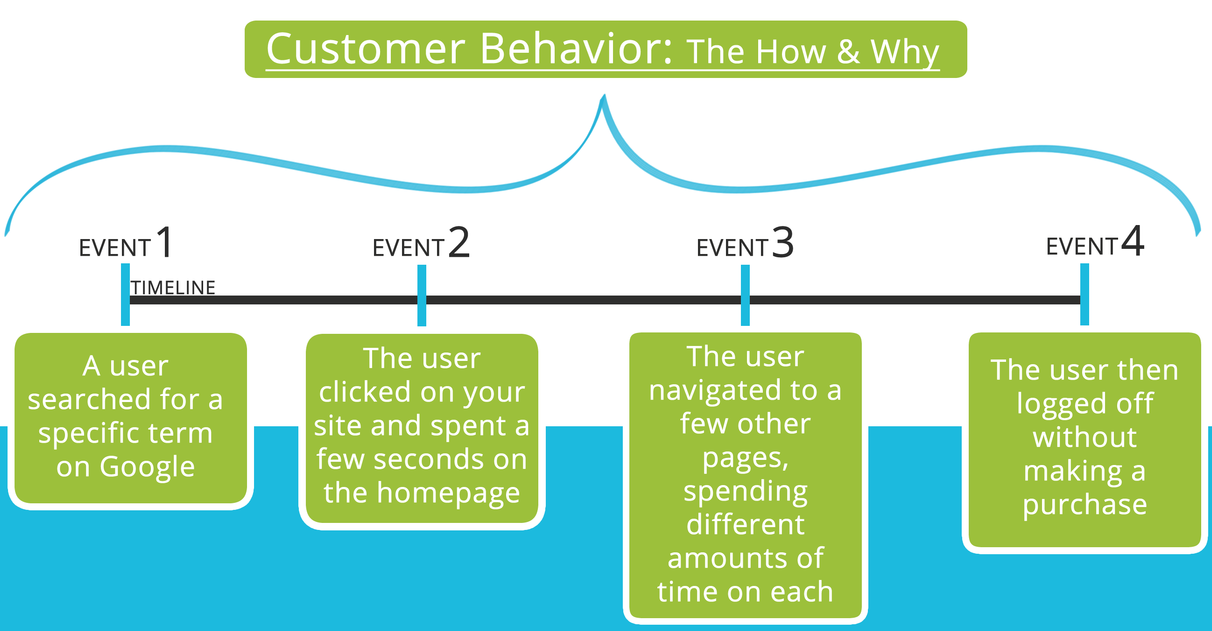 Customer Behavior: The How & Why
EVENT 1
EVENT 2
EVENT 3
EVENT 4
TIMELINE
A user
searched for a
specific term
on Google
The user
clicked on your
site and spent a
few seconds on
the homepage
The user
navigated to a
few other
pages,
spending
different
amounts of
time on each
The user then
logged off
without
making a
purchase